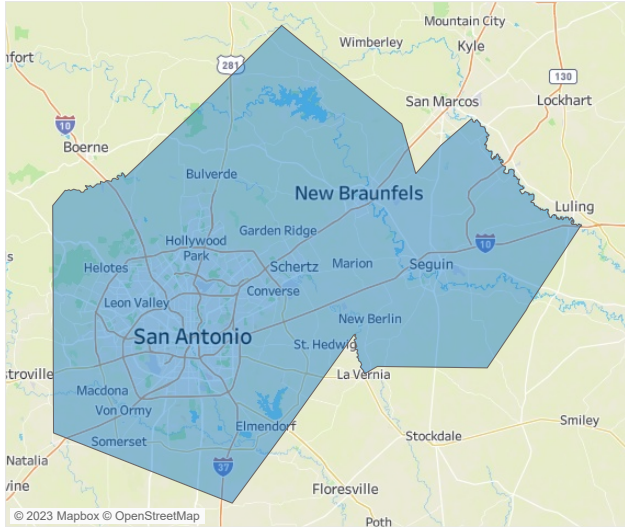 Mountain City
Wimberley
Kyle
nfort
281
130
San Marcos
Lockhart
10
Boerne
Bulverde
New Braunfels
Luling
Garden Ridge
Hollywood
Park
10
Helotes
Schertz
Marion
Seguin
Converse
Leon Valley
New Berlin
San Antonio
St. Hedwig
La Vernia
stroville
Macdona
Von Ormy
Elmendorf
Smiley
Somerset
Stockdale
Natalia
37
vine
Floresville
© 2023 Mapbox © OpenStreetMap
Poth